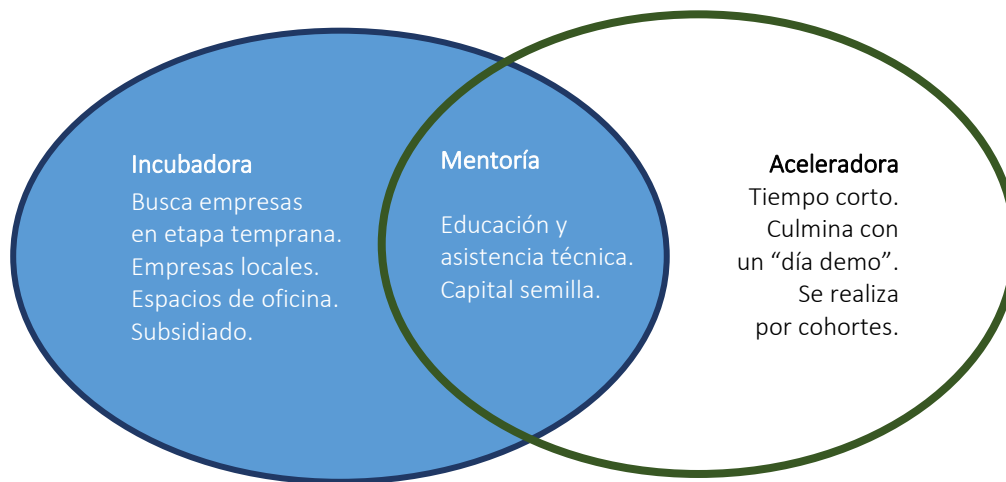 Incubadora
Busca empresas
en etapa temprana.
Empresas locales.
Espacios de oficina.
Subsidiado.
Mentoría
Educación y
asistencia técnica.
Capital semilla.
Aceleradora
Tiempo corto.
Culmina con
un “día demo”.
Se realiza
por cohortes.